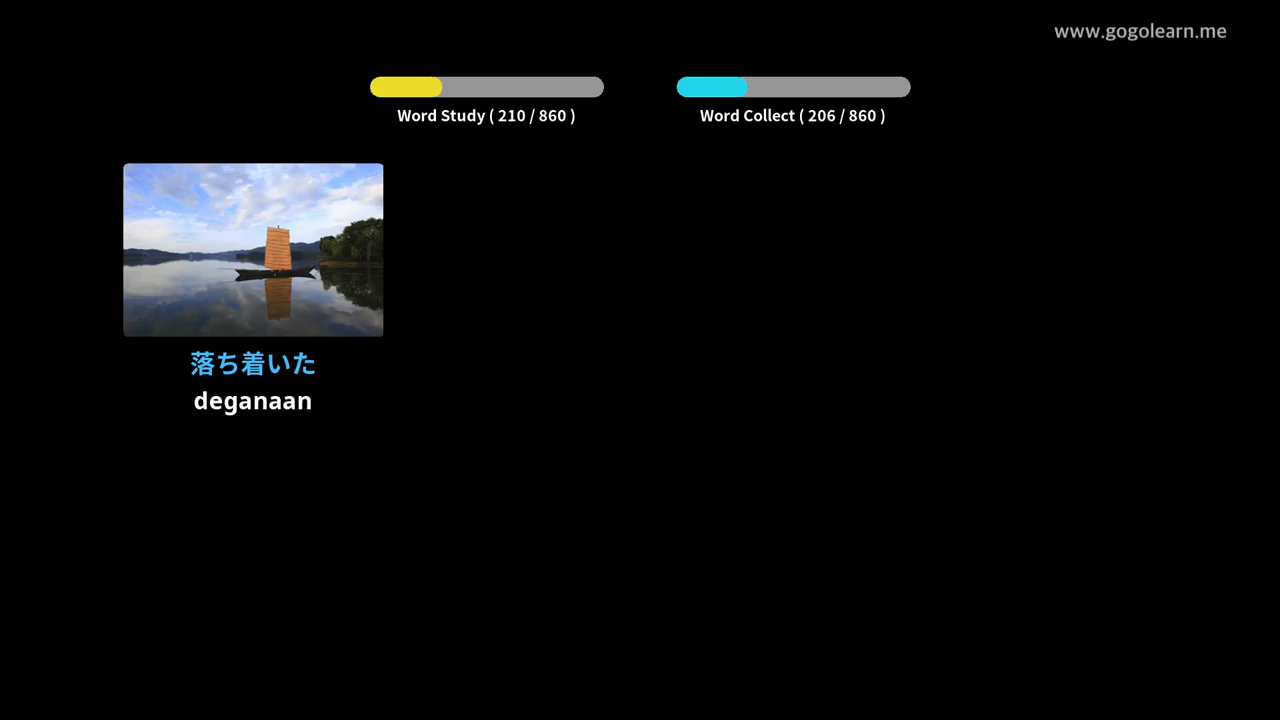 www.gogolearn.me
Word Study ( 210 / 860 )
Word Collect ( 206 / 860 )
落ち着いた
deganaan